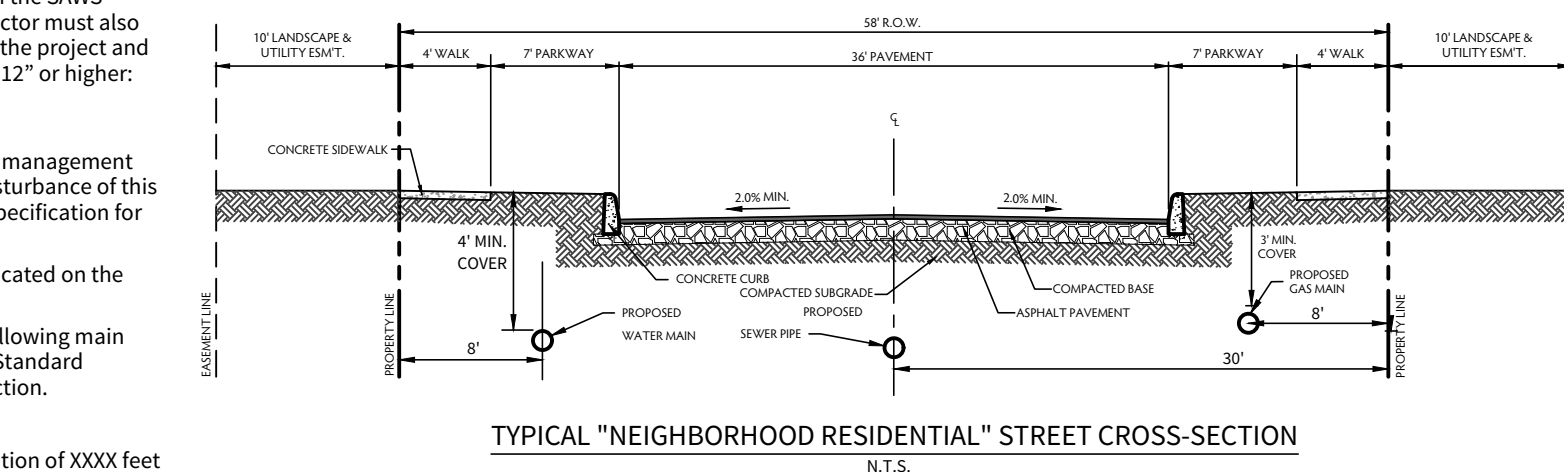 n the SAWS
ctor must also
the project and
12” or higher:
management
sturbance of this
pecification for
cated on the
llowing main
Standard
ction.
tion of XXXX feet
58' R.O.W.
10' LANDSCAPE &
UTILITY ESM'T.
4' WALK
7' PARKWAY
36' PAVEMENT
7' PARKWAY
4' WALK
10' LANDSCAPE &
UTILITY ESM'T.
CL
CONCRETE SIDEWALK
2.0% MIN.
2.0% MIN.
4' MIN.
COVER
3' MIN.
COVER
CONCRETE CURB
COMPACTED SUBGRADE
COMPACTED BASE
PROPOSED
GAS MAIN
PROPOSED
WATER MAIN
PROPOSED
SEWER PIPE
ASPHALT PAVEMENT
8'
8'
30'
EASEMENT LINE
PROPERTY LINE
PROPERTY LINE
TYPICAL "NEIGHBORHOOD RESIDENTIAL" STREET CROSS-SECTION
N.T.S.